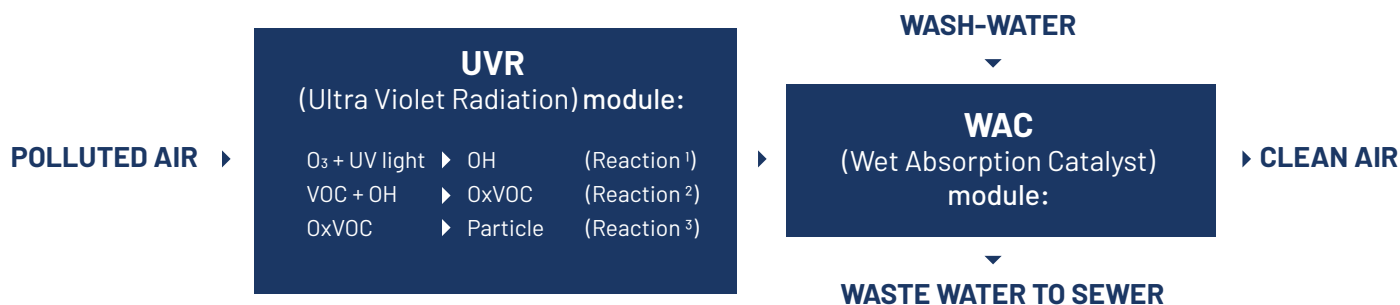 POLLUTED AIR
UVR
(Ultra Violet Radiation) module:
O₃ + UV light OH (Reaction ¹)
VOC + OH OxVOC (Reaction ²)
OxVOC Particle (Reaction ³)
WASH-WATER
WAC
(Wet Absorption Catalyst)
module:
WASTE WATER TO SEWER
CLEAN AIR